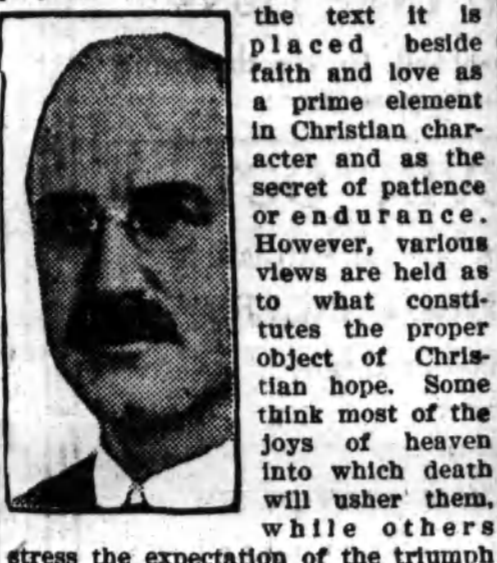 the text it is
placed beside
faith and love as
a prime element
in Christian char-
acter and as the
secret of patience
or endurance.
However, various
views are held as
to what consti-
tutes the proper
object of Chris-
tian hope. Some
think most of the
joys of heaven
into which death
will usher them,
while others
stress the expectation of the triumph